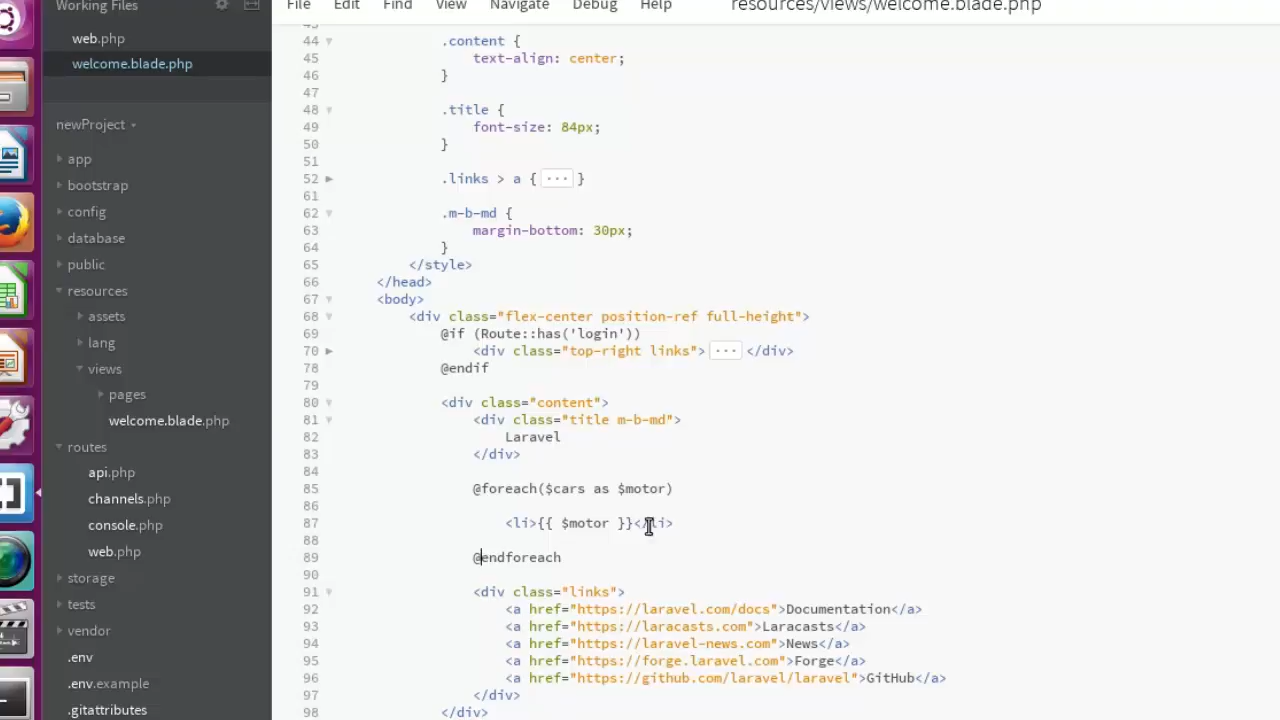 Working Files
web.php
welcome.blade.php
newProject
app
bootstrap
config
database
public
resources
assets
lang
views
pages
welcome.blade.php
routes
api.php
channels.php
console.php
web.php
storage
tests
vendor
.env
.env.example
.gitattributes
File Edit Find View Navigate Debug Help resources/views/welcome.blade.php
43
44 .content {
45 text-align: center;
46 }
47
48 .title {
49 font-size: 84px;
50 }
51
52 .links > a { ··· }
61
62 .m-b-md {
63 margin-bottom: 30px;
64 }
65 </style>
66 </head>
67 <body>
68 <div class="flex-center position-ref full-height">
69 @if (Route::has('login'))
70 <div class="top-right links"> ··· </div>
78 @endif
79
80 <div class="content">
81 <div class="title m-b-md">
82 Laravel
83 </div>
84
85 @foreach($cars as $motor)
86
87 <li>{{ $motor }}</li>
88
89 @endforeach
90
91 <div class="links">
92 <a href="https://laravel.com/docs">Documentation</a>
93 <a href="https://laracasts.com">Laracasts</a>
94 <a href="https://laravel-news.com">News</a>
95 <a href="https://forge.laravel.com">Forge</a>
96 <a href="https://github.com/laravel/laravel">GitHub</a>
97 </div>
98 </div>